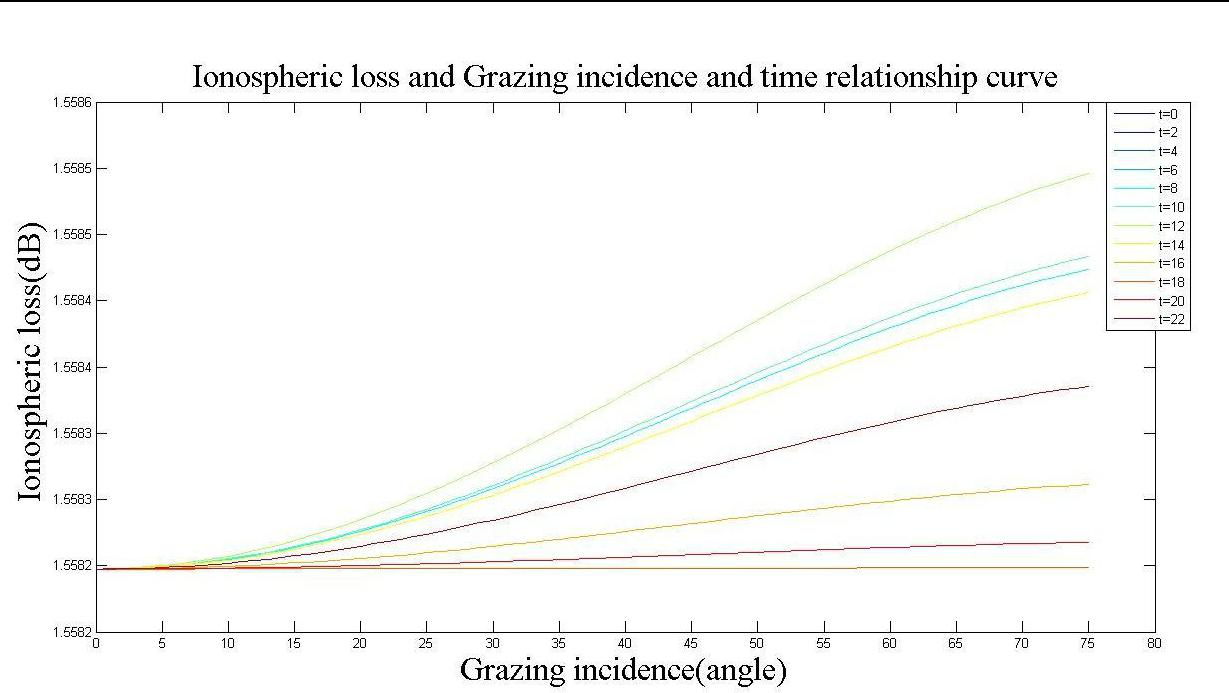 Ionospheric loss and Grazing incidence and time relationship curve
1.5586
1.5585
1.5585
1.5584
1.5584
1.5583
1.5583
1.5582
1.5582
Ionospheric loss(dB)
t=0
t=2
t=4
t=6
t=8
t=10
t=12
t=14
t=16
t=18
t=20
t=22
0 5 10 15 20 25 30 35 40 45 50 55 60 65 70 75 80
Grazing incidence(angle)